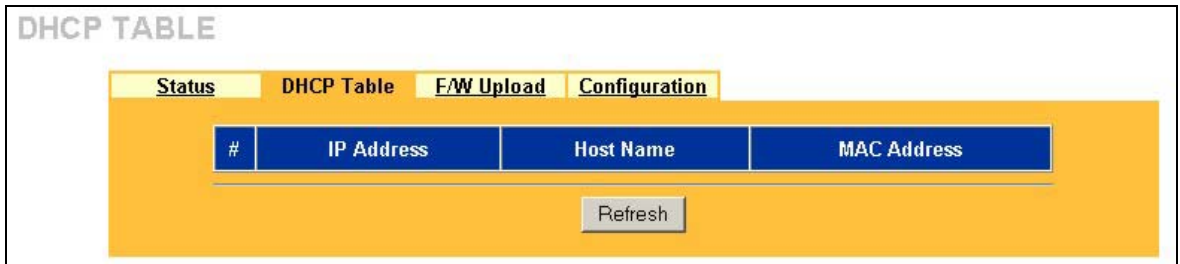 DHCP TABLE
Status DHCP Table F/W Upload Configuration
# IP Address Host Name MAC Address
Refresh